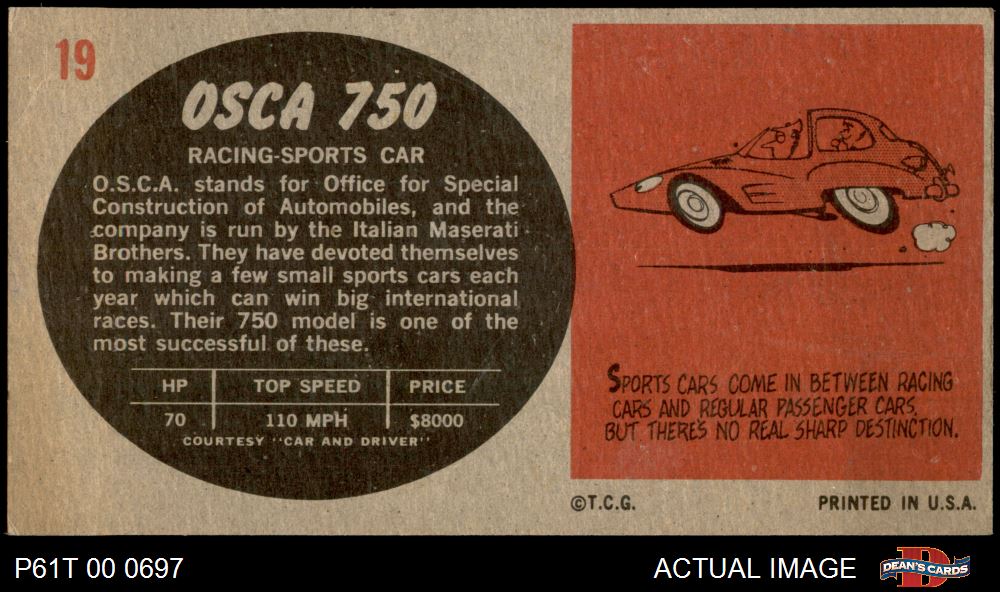 19
OSCA 750
RACING-SPORTS CAR
O.S.C.A. stands for Office for Special
Construction of Automobiles, and the
company is run by the Italian Maserati
Brothers. They have devoted themselves
to making a few small sports cars each
year which can win big international
races. Their 750 model is one of the
most successful of these.
HP TOP SPEED PRICE
70 110 MPH $8000
COURTESY "CAR AND DRIVER"
SPORTS CARS COME IN BETWEEN RACING
CARS AND REGULAR PASSENGER CARS,
BUT THERE'S NO REAL SHARP DESTINCTION.
©T.C.G. PRINTED IN U.S.A.
P61T 00 0697 ACTUAL IMAGE D DEAN'S CARDS